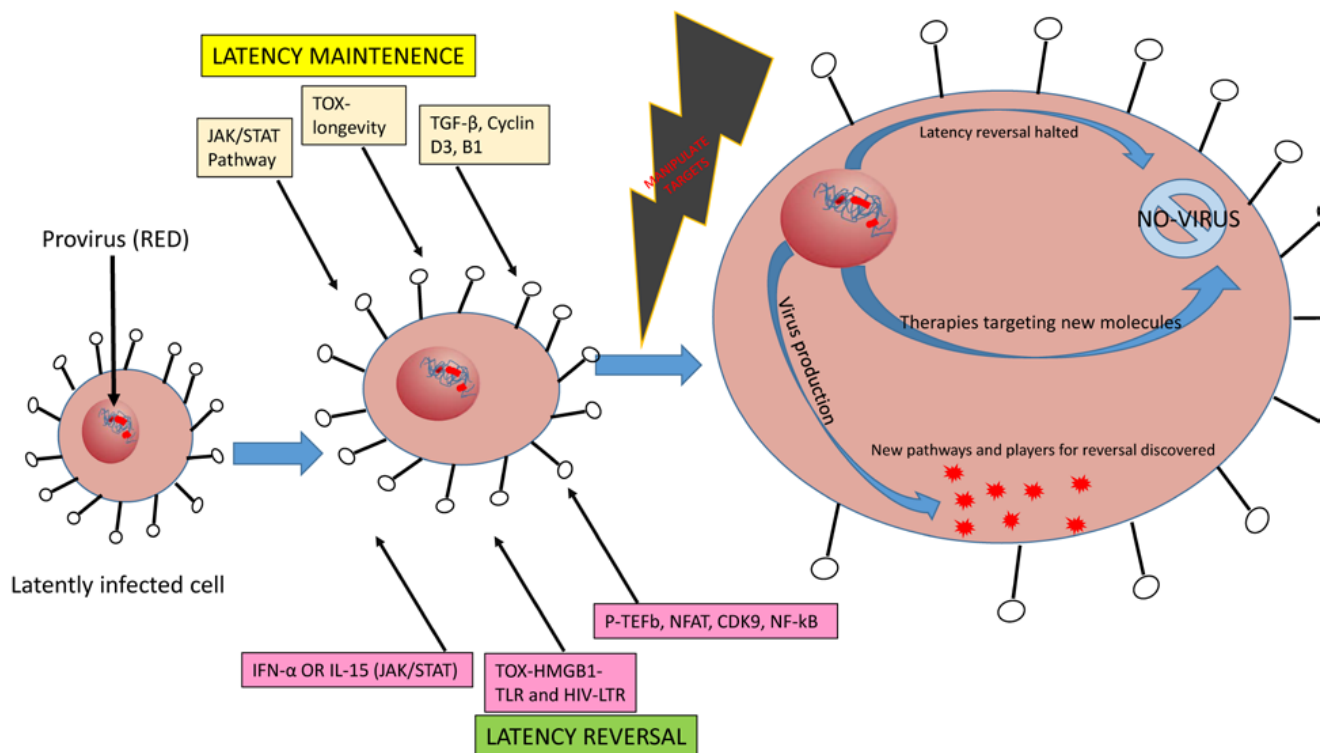 LATENCY MAINTENENCE
JAK/STAT
Pathway
TOX-
longevity
TGF-β, Cyclin
D3, B1
Provirus (RED)
Latently infected cell
IFN-α OR IL-15 (JAK/STAT)
TOX-HMGB1-
TLR and HIV-LTR
P-TEFb, NFAT, CDK9, NF-kB
LATENCY REVERSAL
MANIPULATE
TARGETS
Latency reversal halted
NO-VIRUS
Therapies targeting new molecules
Virus production
New pathways and players for reversal discovered